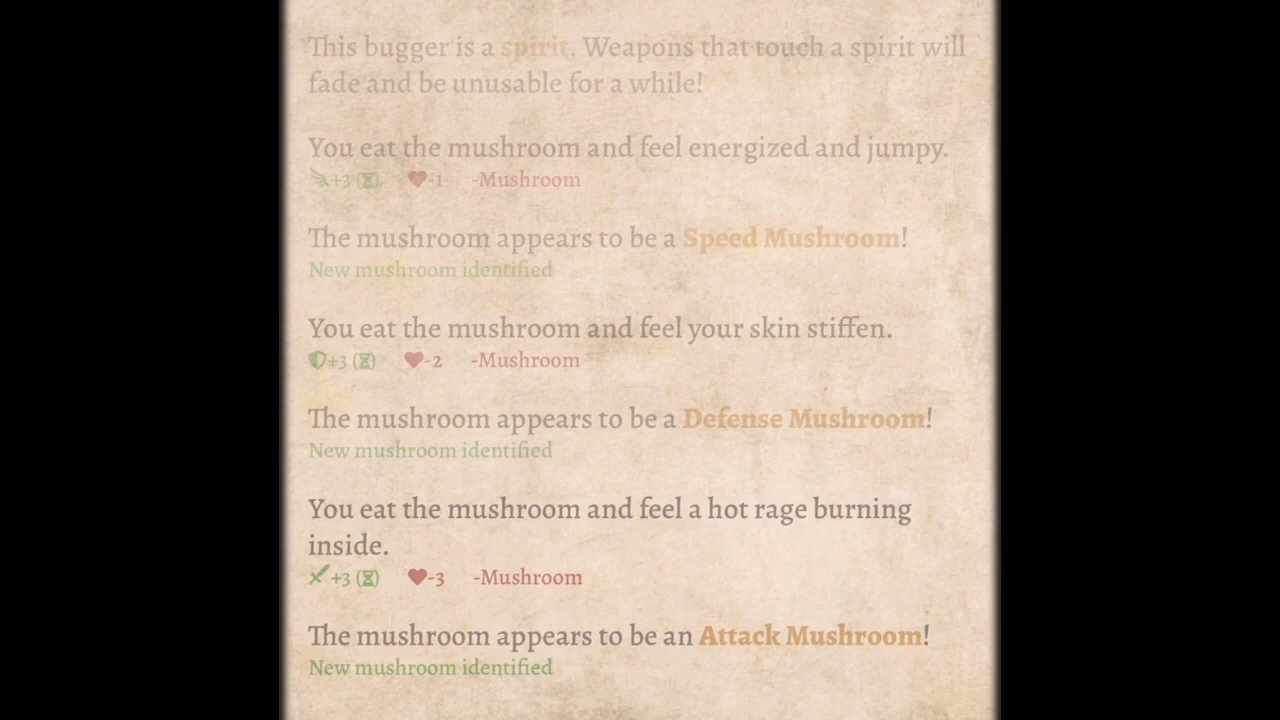 This bugger is a spirit. Weapons that touch a spirit will
fade and be unusable for a while!
You eat the mushroom and feel energized and jumpy.
+3 ( ) -1 -Mushroom
The mushroom appears to be a Speed Mushroom!
New mushroom identified
You eat the mushroom and feel your skin stiffen.
+3 ( ) -2 -Mushroom
The mushroom appears to be a Defense Mushroom!
New mushroom identified
You eat the mushroom and feel a hot rage burning
inside.
+3 ( ) -3 -Mushroom
The mushroom appears to be an Attack Mushroom!
New mushroom identified